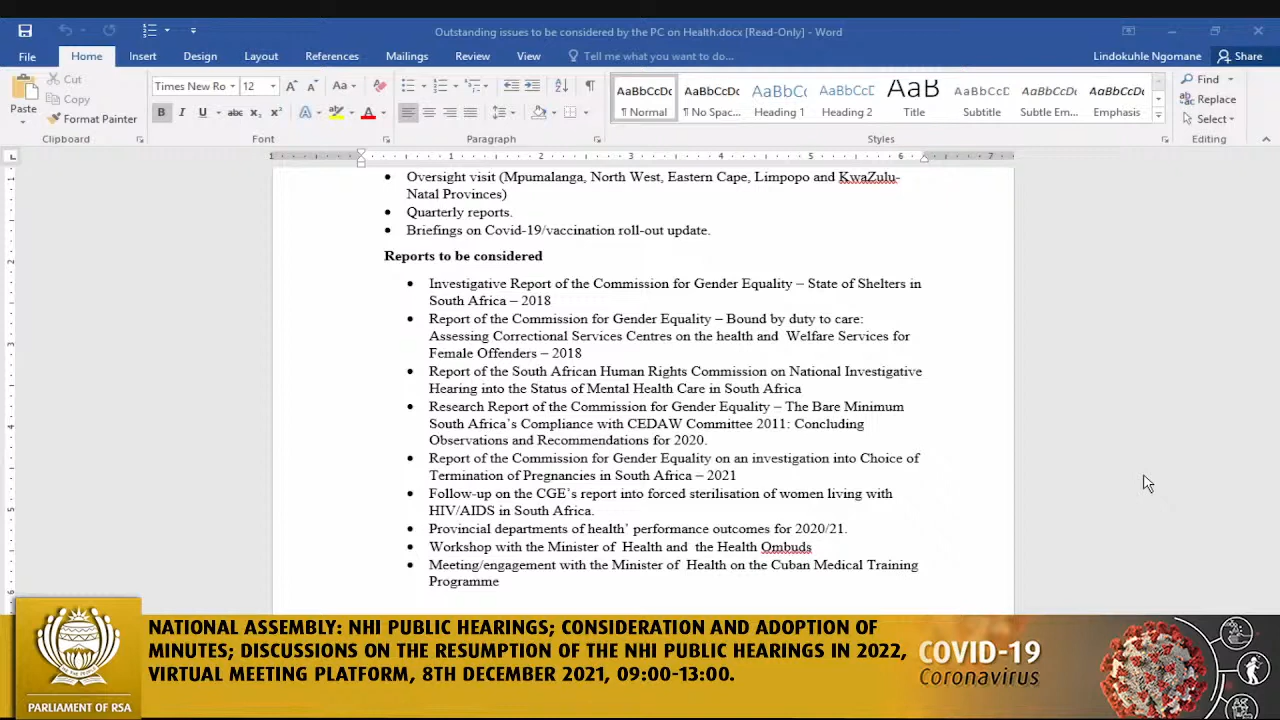 Outstanding issues to be considered by the PC on Health.docx [Read-Only] - Word
File Home Insert Design Layout References Mailings Review View Tell me what you want to do... Lindokuhle Ngomane Share
Paste
Cut
Copy
Format Painter
Clipboard
Times New Ro 12
Font
Paragraph
AaBbCcDc AaBbCcDc AaBbCc AaBbCcD AaB AaBbCcD AaBbCcDc AaBbCcDc
¶ Normal ¶ No Spac... Heading 1 Heading 2 Title Subtitle Subtle Em... Emphasis
Styles
Find
Replace
Select
Editing
1 1 2 3 4 5 6 7
• Oversight visit (Mpumalanga, North West, Eastern Cape, Limpopo and KwaZulu-
Natal Provinces)
• Quarterly reports.
• Briefings on Covid-19/vaccination roll-out update.
Reports to be considered
• Investigative Report of the Commission for Gender Equality – State of Shelters in
South Africa – 2018
• Report of the Commission for Gender Equality – Bound by duty to care:
Assessing Correctional Services Centres on the health and Welfare Services for
Female Offenders – 2018
• Report of the South African Human Rights Commission on National Investigative
Hearing into the Status of Mental Health Care in South Africa
• Research Report of the Commission for Gender Equality – The Bare Minimum
South Africa's Compliance with CEDAW Committee 2011: Concluding
Observations and Recommendations for 2020.
• Report of the Commission for Gender Equality on an investigation into Choice of
Termination of Pregnancies in South Africa – 2021
• Follow-up on the CGE's report into forced sterilisation of women living with
HIV/AIDS in South Africa.
• Provincial departments of health' performance outcomes for 2020/21.
• Workshop with the Minister of Health and the Health Ombuds
• Meeting/engagement with the Minister of Health on the Cuban Medical Training
Programme
NATIONAL ASSEMBLY: NHI PUBLIC HEARINGS; CONSIDERATION AND ADOPTION OF
MINUTES; DISCUSSIONS ON THE RESUMPTION OF THE NHI PUBLIC HEARINGS IN 2022,
VIRTUAL MEETING PLATFORM, 8TH DECEMBER 2021, 09:00-13:00.
PARLIAMENT OF RSA
COVID-19
Coronavirus